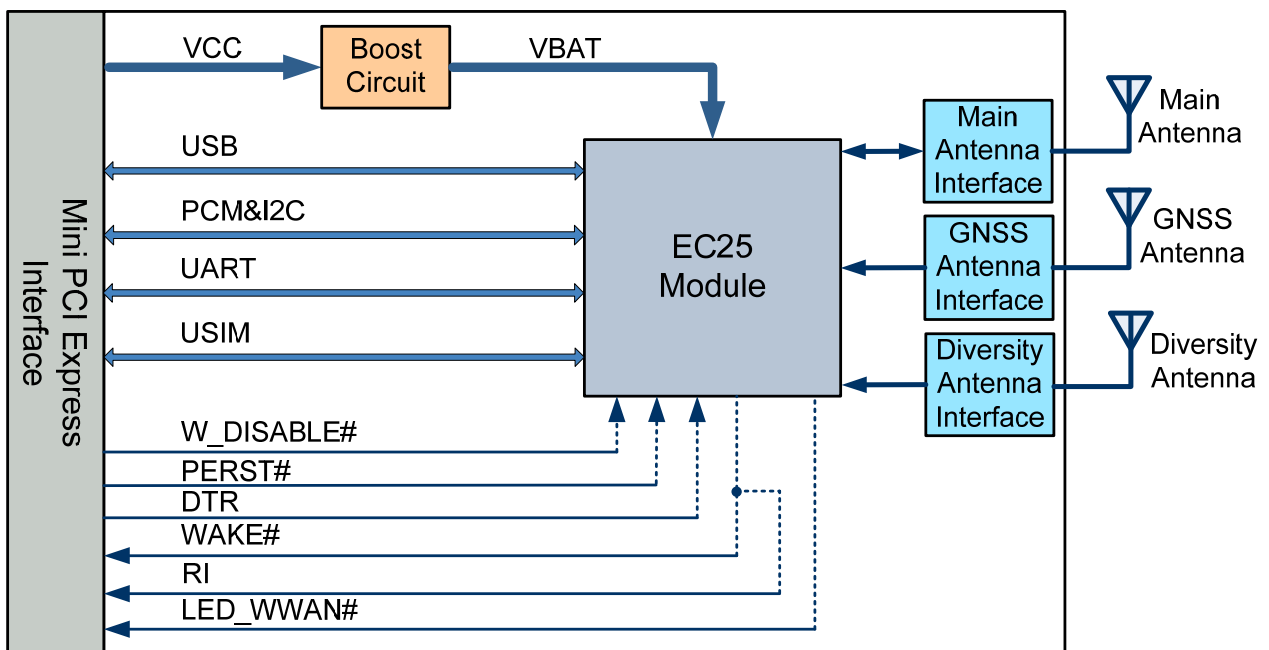 VCC
Boost
Circuit
VBAT
USB
PCM&I2C
UART
USIM
Mini PCI Express
Interface
EC25
Module
Main
Antenna
Interface
Main
Antenna
GNSS
Antenna
Interface
GNSS
Antenna
Diversity
Antenna
Interface
Diversity
Antenna
W_DISABLE#
PERST#
DTR
WAKE#
RI
LED_WWAN#